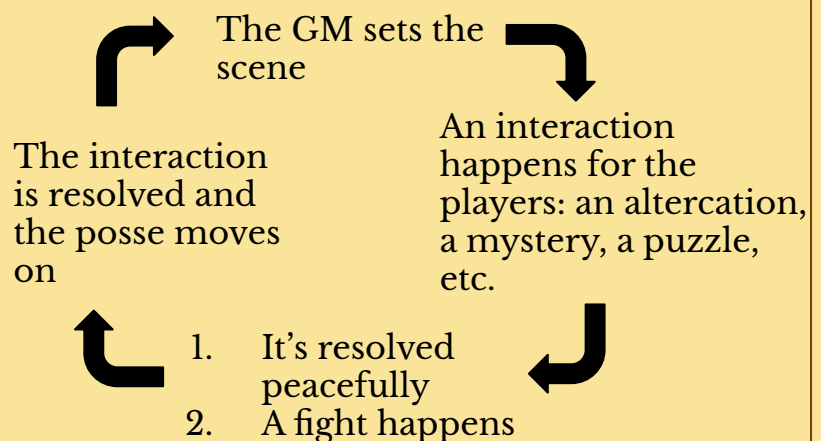 The GM sets the
scene
An interaction
happens for the
players: an altercation,
a mystery, a puzzle,
etc.
1. It’s resolved
peacefully
2. A fight happens
The interaction
is resolved and
the posse moves
on